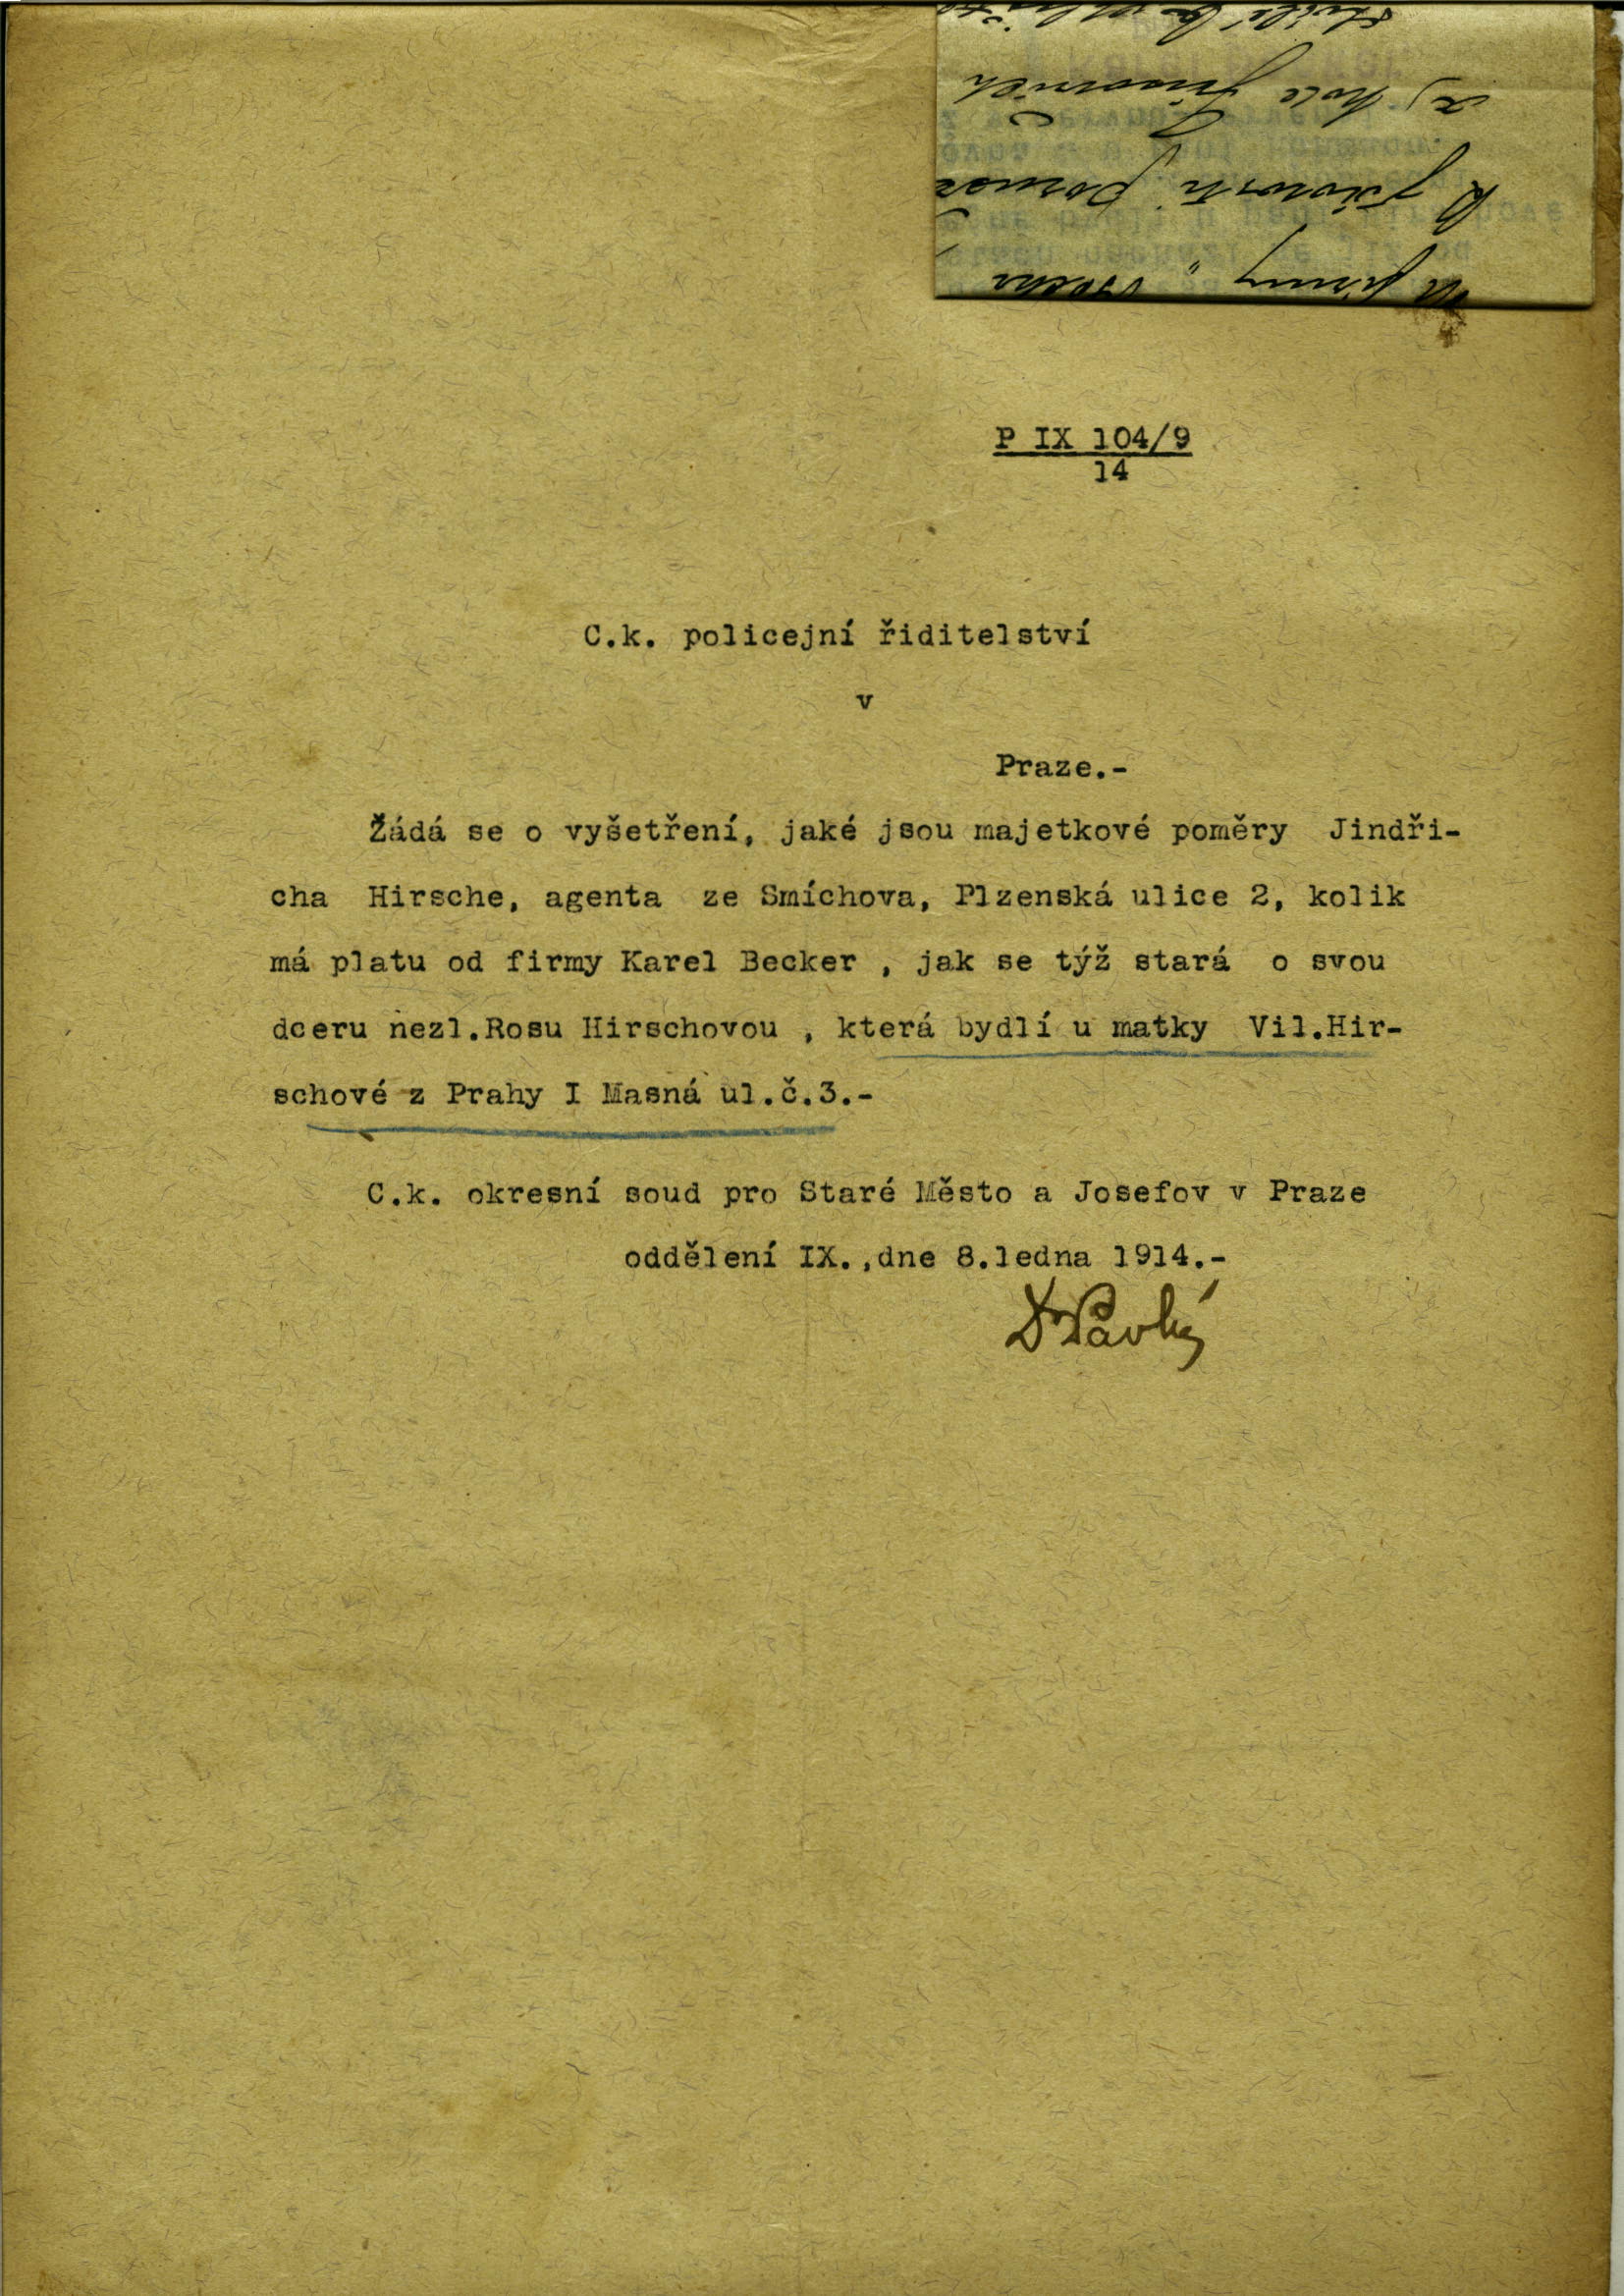 P IX 104/9
14
C.k. policejní řiditelství
v
Praze.-
Žádá se o vyšetření, jaké jsou majetkové poměry Jindři-
cha Hirsche, agenta ze Smíchova, Plzenská ulice 2, kolik
má platu od firmy Karel Becker , jak se týž stará o svou
dceru nezl.Rosu Hirschovou , která bydlí u matky Vil.Hir-
schové z Prahy I Masná ul.č.3.-
C.k. okresní soud pro Staré Město a Josefov v Praze
oddělení IX.,dne 8.ledna 1914.-